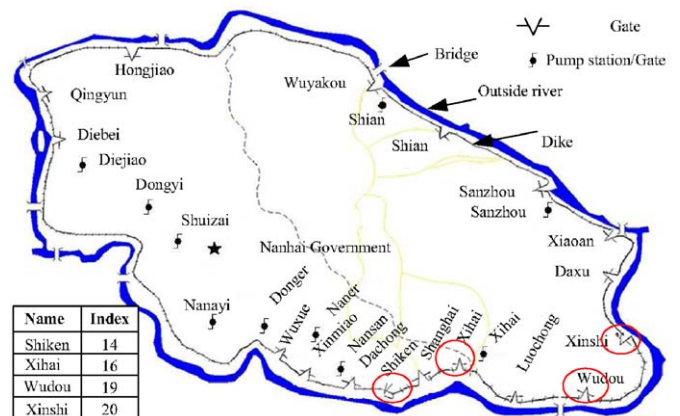 Gate
Bridge
Pump station/Gate
Hongjiao
Wuyakou
Qingyun
Outside river
Shian
Diebei
Shian
Dike
Diejiao
Dongyi
Sanzhou
Sanzhou
Shuizai
Nanhai Government
Xiaoan
Daxu
Nanayi
Donger
Wuxue
Naner
Xinmiao
Nansan
Dachong
Shiken
Shanghai
Xihai
Xihai
Luochong
Xinshi
Wudou
Name Index
Shiken 14
Xihai 16
Wudou 19
Xinshi 20